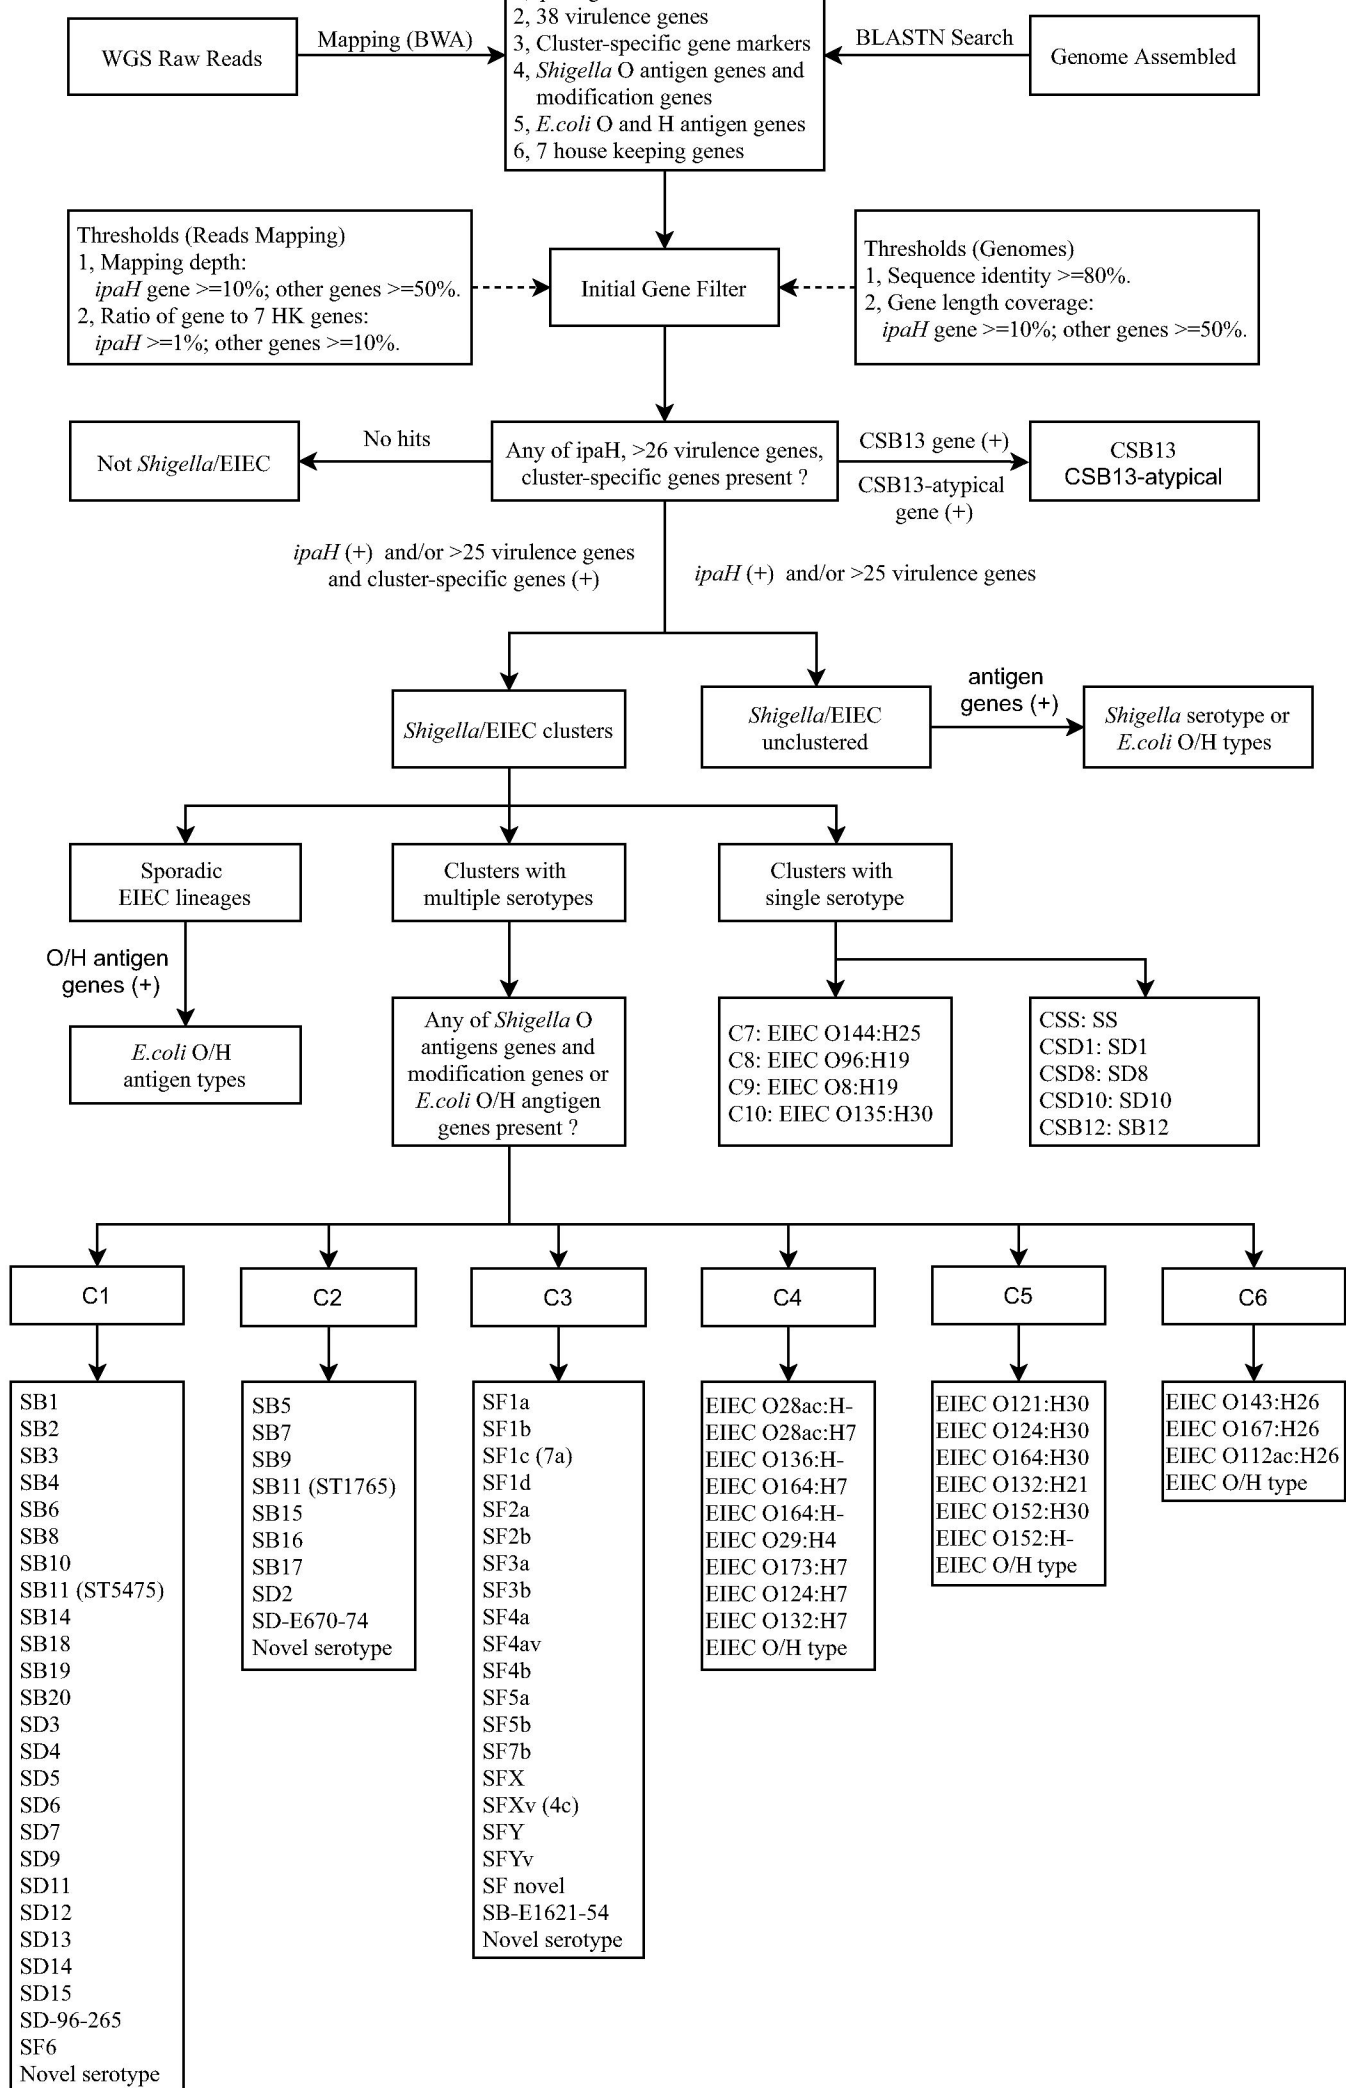 2, 38 virulence genes
3, Cluster-specific gene markers
4, Shigella O antigen genes and
modification genes
5, E.coli O and H antigen genes
6, 7 house keeping genes
WGS Raw Reads
Mapping (BWA)
BLASTN Search
Genome Assembled
Thresholds (Reads Mapping)
1, Mapping depth:
ipaH gene >=10%; other genes >=50%.
2, Ratio of gene to 7 HK genes:
ipaH >=1%; other genes >=10%.
Initial Gene Filter
Thresholds (Genomes)
1, Sequence identity >=80%.
2, Gene length coverage:
ipaH gene >=10%; other genes >=50%.
Not Shigella/EIEC
No hits
Any of ipaH, >26 virulence genes,
cluster-specific genes present ?
CSB13 gene (+)
CSB13-atypical
gene (+)
CSB13
CSB13-atypical
ipaH (+) and/or >25 virulence genes
and cluster-specific genes (+)
ipaH (+) and/or >25 virulence genes
Shigella/EIEC clusters
Shigella/EIEC
unclustered
antigen
genes (+)
Shigella serotype or
E.coli O/H types
Sporadic
EIEC lineages
Clusters with
multiple serotypes
Clusters with
single serotype
O/H antigen
genes (+)
E.coli O/H
antigen types
Any of Shigella O
antigens genes and
modification genes or
E.coli O/H angtigen
genes present ?
C7: EIEC O144:H25
C8: EIEC O96:H19
C9: EIEC O8:H19
C10: EIEC O135:H30
CSS: SS
CSD1: SD1
CSD8: SD8
CSD10: SD10
CSB12: SB12
C1
C2
C3
C4
C5
C6
SB1
SB2
SB3
SB4
SB6
SB8
SB10
SB11 (ST5475)
SB14
SB18
SB19
SB20
SD3
SD4
SD5
SD6
SD7
SD9
SD11
SD12
SD13
SD14
SD15
SD-96-265
SF6
Novel serotype
SB5
SB7
SB9
SB11 (ST1765)
SB15
SB16
SB17
SD2
SD-E670-74
Novel serotype
SF1a
SF1b
SF1c (7a)
SF1d
SF2a
SF2b
SF3a
SF3b
SF4a
SF4av
SF4b
SF5a
SF5b
SF7b
SFX
SFXv (4c)
SFY
SFYv
SF novel
SB-E1621-54
Novel serotype
EIEC O28ac:H-
EIEC O28ac:H7
EIEC O136:H-
EIEC O164:H7
EIEC O164:H-
EIEC O29:H4
EIEC O173:H7
EIEC O124:H7
EIEC O132:H7
EIEC O/H type
EIEC O121:H30
EIEC O124:H30
EIEC O164:H30
EIEC O132:H21
EIEC O152:H30
EIEC O152:H-
EIEC O/H type
EIEC O143:H26
EIEC O167:H26
EIEC O112ac:H26
EIEC O/H type